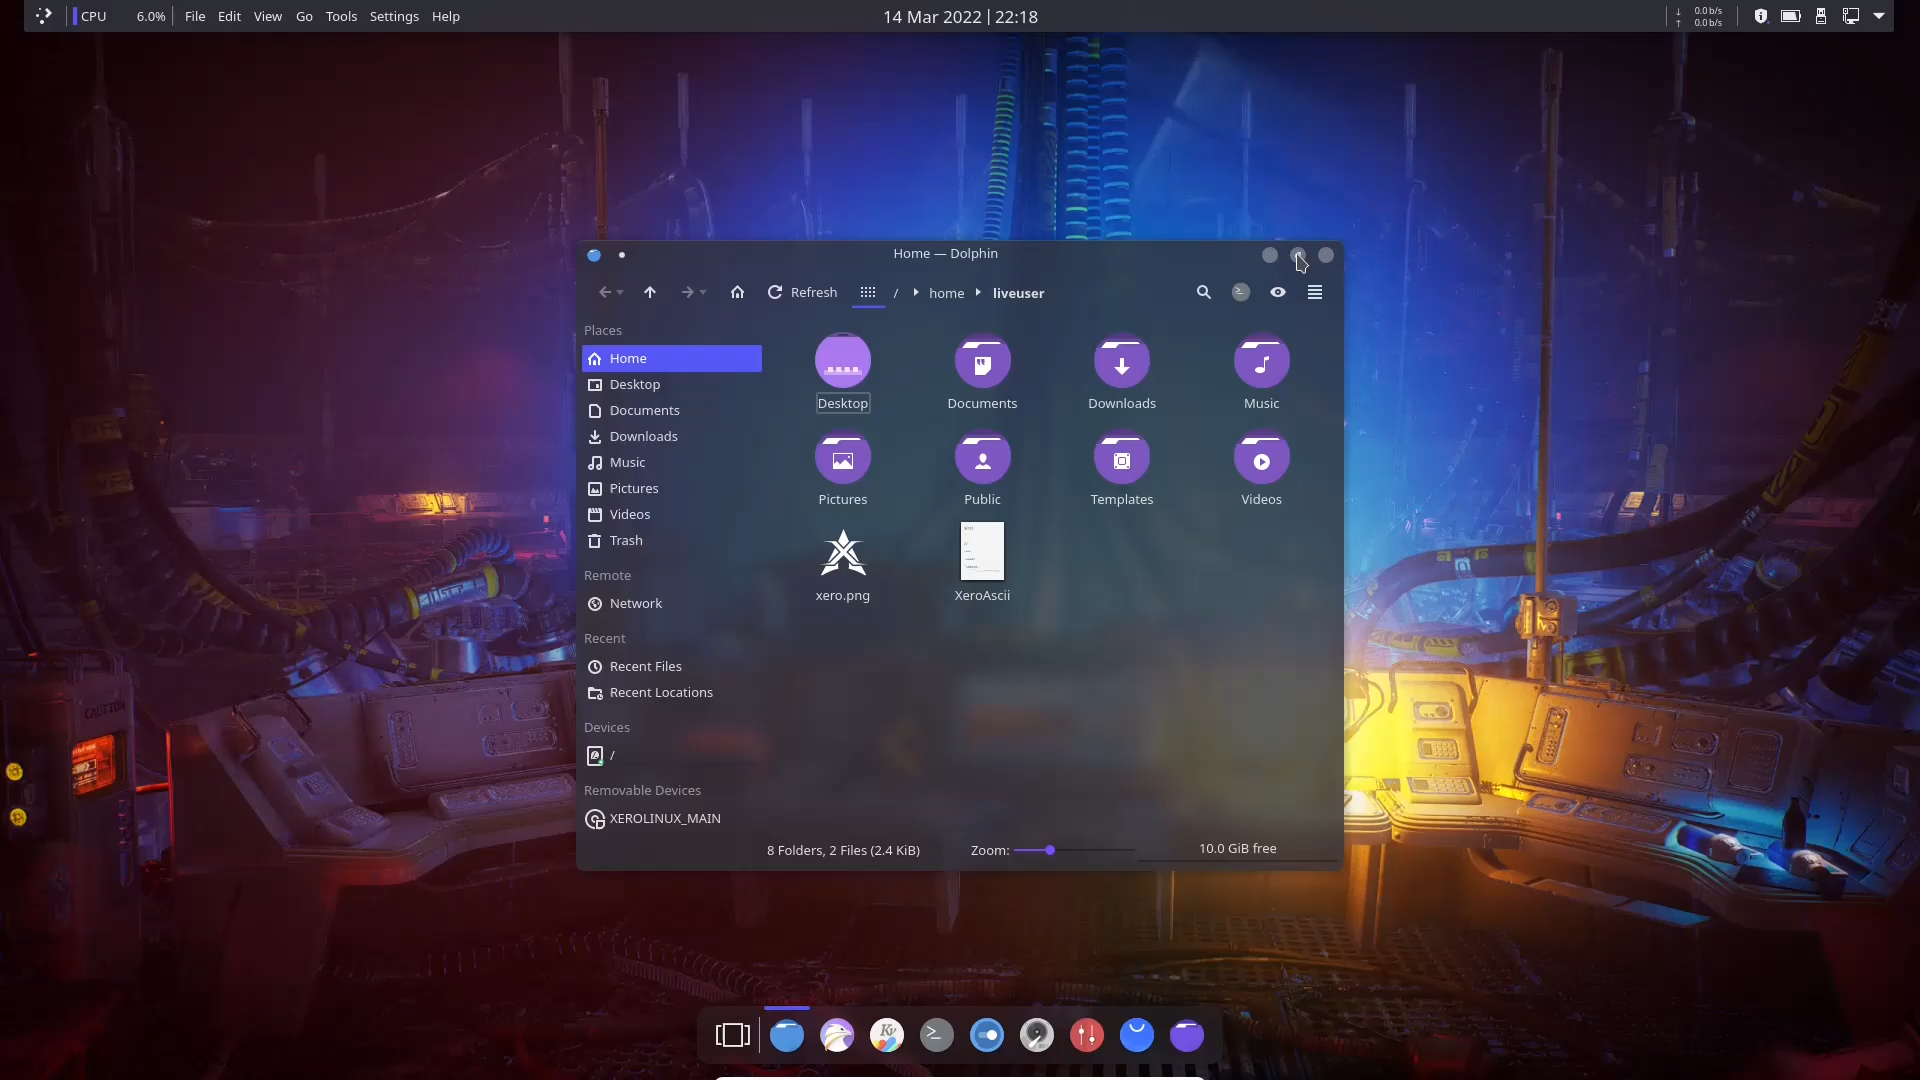 CPU 6.0% File Edit View Go Tools Settings Help
14 Mar 2022 | 22:18
↓ 0.0 b/s
↑ 0.0 b/s
Home — Dolphin
Refresh
/ home liveuser
Places
Home
Desktop
Documents
Downloads
Music
Pictures
Videos
Trash
Remote
Network
Recent
Recent Files
Recent Locations
Devices
/
Removable Devices
XEROLINUX_MAIN
Desktop Documents Downloads Music
Pictures Public Templates Videos
xero.png XeroAscii
8 Folders, 2 Files (2.4 KiB) Zoom: 10.0 GiB free
CAUTION